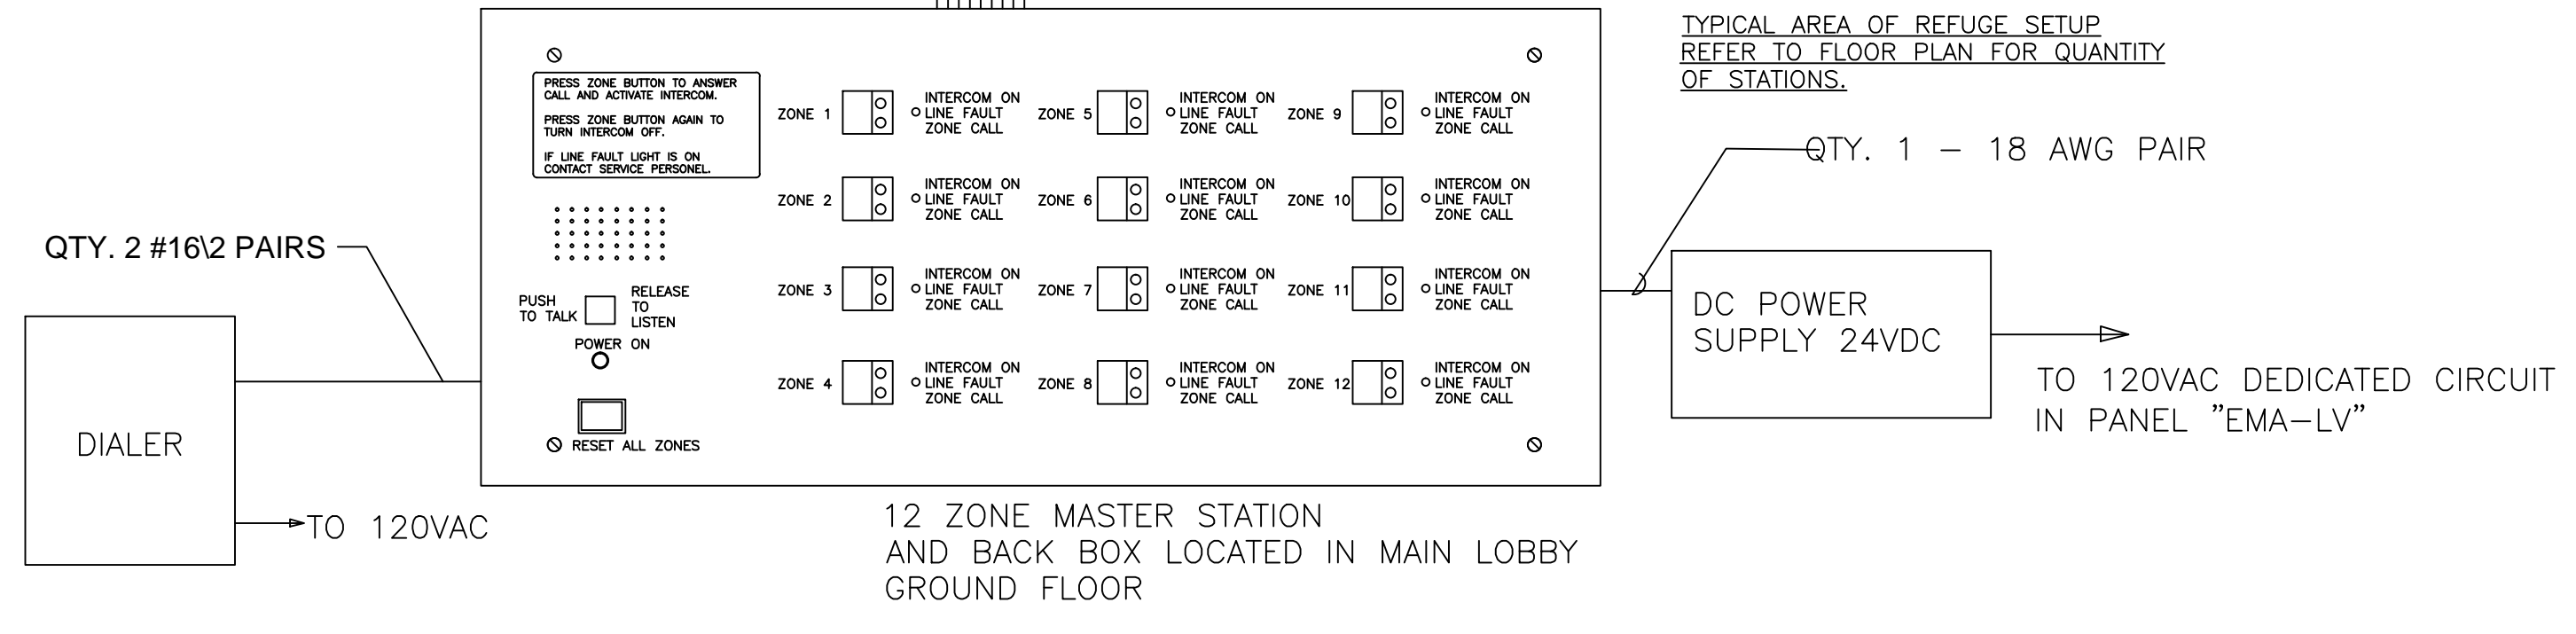 TYPICAL AREA OF REFUGE SETUP
REFER TO FLOOR PLAN FOR QUANTITY
OF STATIONS.
QTY. 1 - 18 AWG PAIR
PRESS ZONE BUTTON TO ANSWER
CALL AND ACTIVATE INTERCOM.
PRESS ZONE BUTTON AGAIN TO
TURN INTERCOM OFF.
IF LINE FAULT LIGHT IS ON
CONTACT SERVICE PERSONEL.
PUSH
TO TALK
RELEASE
TO
LISTEN
POWER ON
RESET ALL ZONES
ZONE 1
INTERCOM ON
LINE FAULT
ZONE CALL
ZONE 2
INTERCOM ON
LINE FAULT
ZONE CALL
ZONE 3
INTERCOM ON
LINE FAULT
ZONE CALL
ZONE 4
INTERCOM ON
LINE FAULT
ZONE CALL
ZONE 5
INTERCOM ON
LINE FAULT
ZONE CALL
ZONE 6
INTERCOM ON
LINE FAULT
ZONE CALL
ZONE 7
INTERCOM ON
LINE FAULT
ZONE CALL
ZONE 8
INTERCOM ON
LINE FAULT
ZONE CALL
ZONE 9
INTERCOM ON
LINE FAULT
ZONE CALL
ZONE 10
INTERCOM ON
LINE FAULT
ZONE CALL
ZONE 11
INTERCOM ON
LINE FAULT
ZONE CALL
ZONE 12
INTERCOM ON
LINE FAULT
ZONE CALL
QTY. 2 #16\2 PAIRS
DIALER
TO 120VAC
DC POWER
SUPPLY 24VDC
TO 120VAC DEDICATED CIRCUIT
IN PANEL "EMA-LV"
12 ZONE MASTER STATION
AND BACK BOX LOCATED IN MAIN LOBBY
GROUND FLOOR